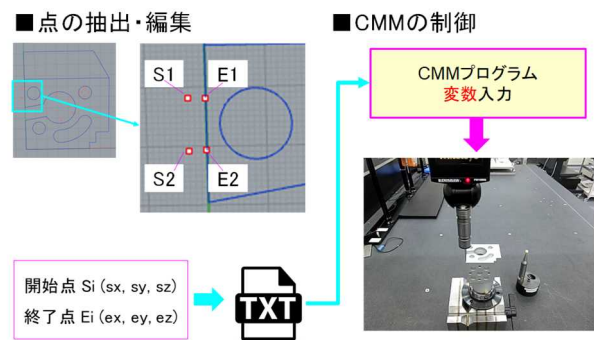 ■点の抽出・編集
S1
E1
S2
E2
開始点 Si (sx, sy, sz)
終了点 Ei (ex, ey, ez)
TXT
■CMMの制御
CMMプログラム
変数入力